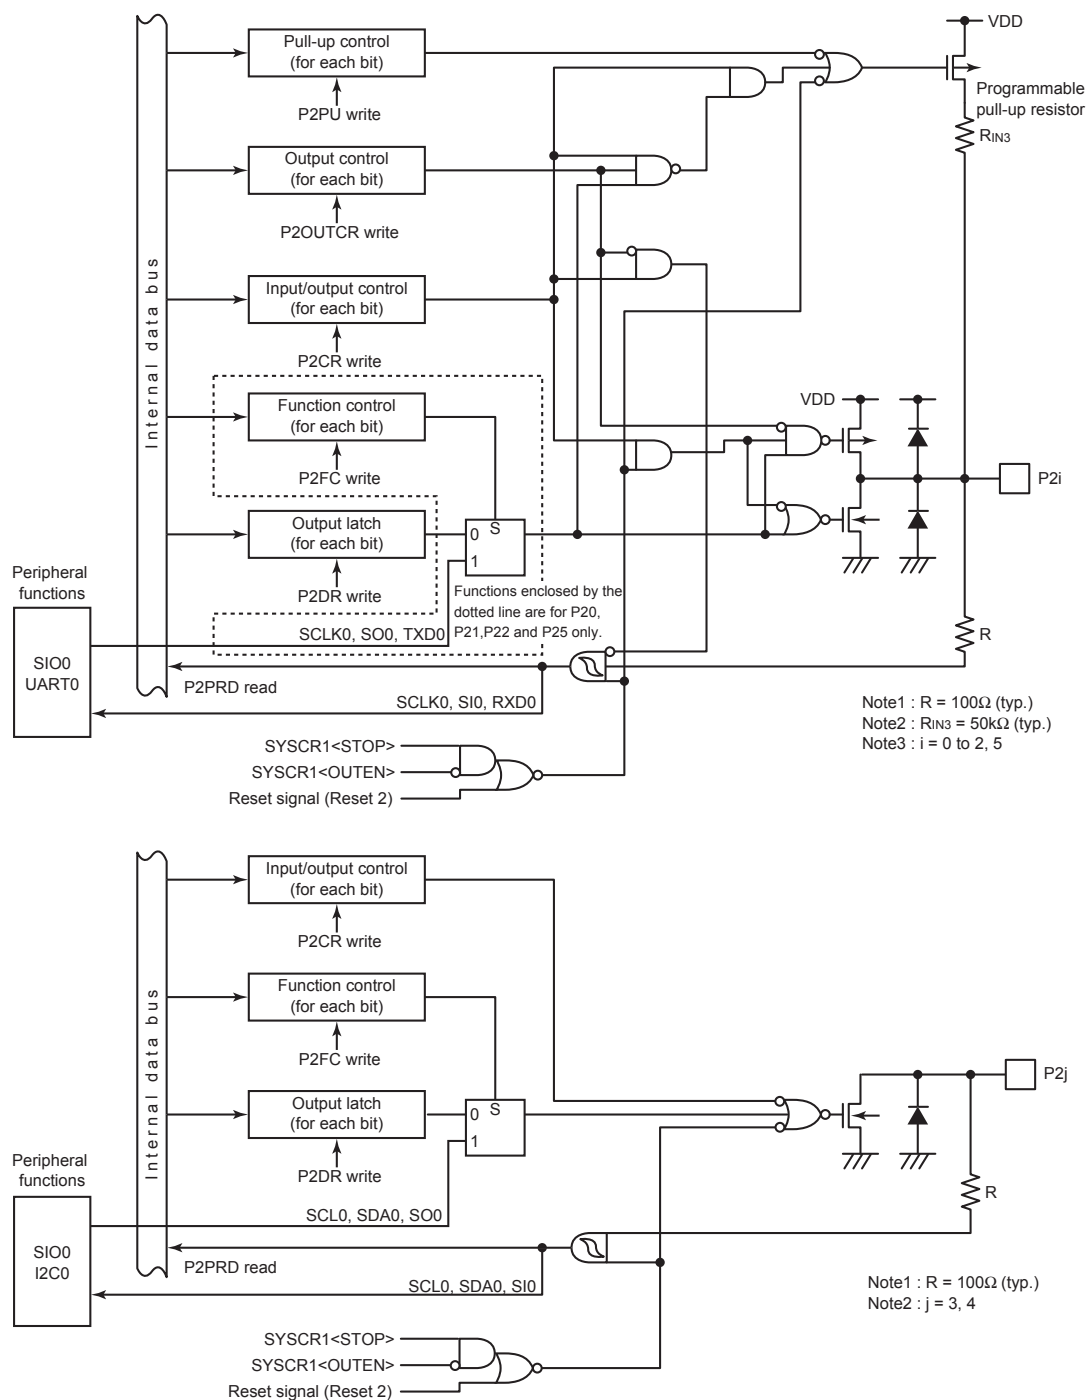 VDD
Pull-up control
(for each bit)
P2PU write
Programmable
pull-up resistor
RIN3
Output control
(for each bit)
P2OUTCR write
Internal data bus
Input/output control
(for each bit)
P2CR write
Function control
(for each bit)
P2FC write
VDD
P2i
Output latch
(for each bit)
P2DR write
0 S
1
Functions enclosed by the
dotted line are for P20,
P21,P22 and P25 only.
Peripheral
functions
SIO0
UART0
SCLK0, SO0, TXD0
R
P2PRD read
SCLK0, SI0, RXD0
Note1 : R = 100Ω (typ.)
Note2 : RIN3 = 50kΩ (typ.)
Note3 : i = 0 to 2, 5
SYSCR1<STOP>
SYSCR1<OUTEN>
Reset signal (Reset 2)
Internal data bus
Input/output control
(for each bit)
P2CR write
Function control
(for each bit)
P2FC write
P2j
Output latch
(for each bit)
P2DR write
0 S
1
Peripheral
functions
SIO0
I2C0
SCL0, SDA0, SO0
R
P2PRD read
SCL0, SDA0, SI0
Note1 : R = 100Ω (typ.)
Note2 : j = 3, 4
SYSCR1<STOP>
SYSCR1<OUTEN>
Reset signal (Reset 2)